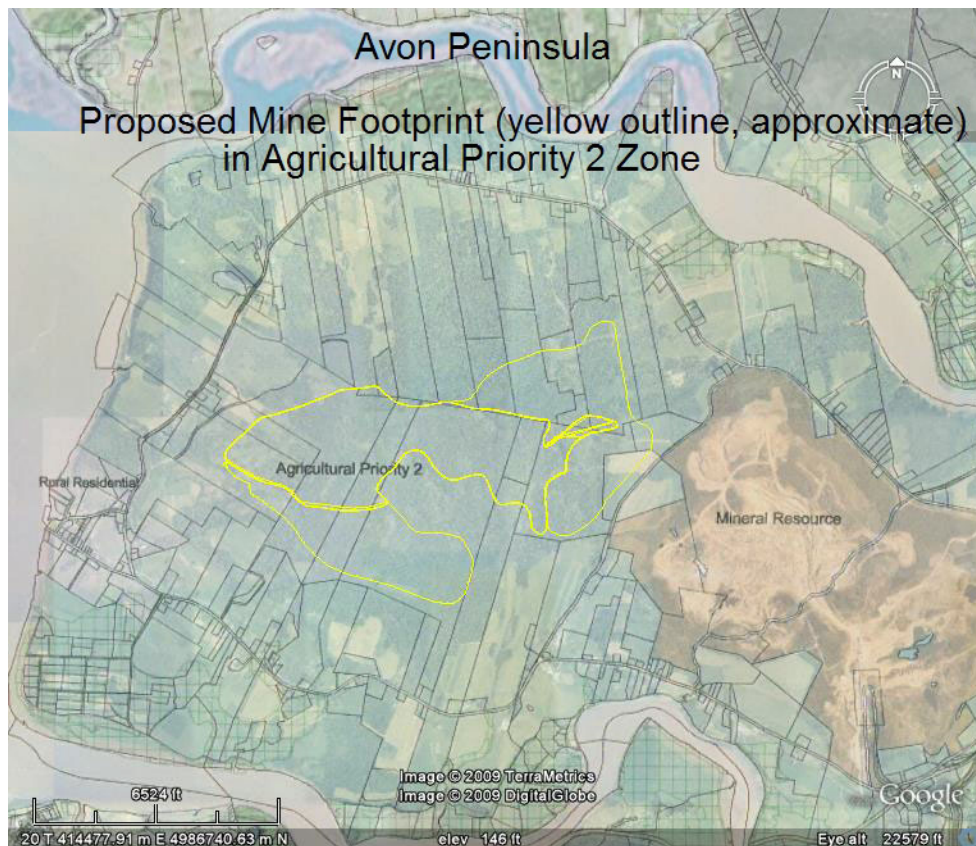 Avon Peninsula
N
Proposed Mine Footprint (yellow outline, approximate)
in Agricultural Priority 2 Zone
Agricultural Priority 2
Rural Residential
Mineral Resource
Image © 2009 TerraMetrics
Image © 2009 DigitalGlobe
Google
6524 ft
20 T 414477.91 m E 4986740.63 m N
elev 146 ft
Eye alt 22579 ft